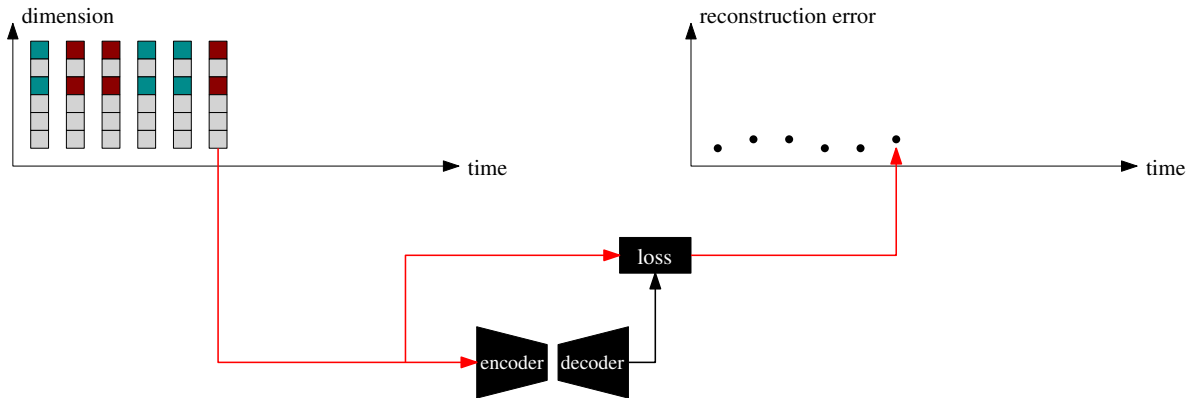 dimension
reconstruction error
time
time
loss
encoder
decoder